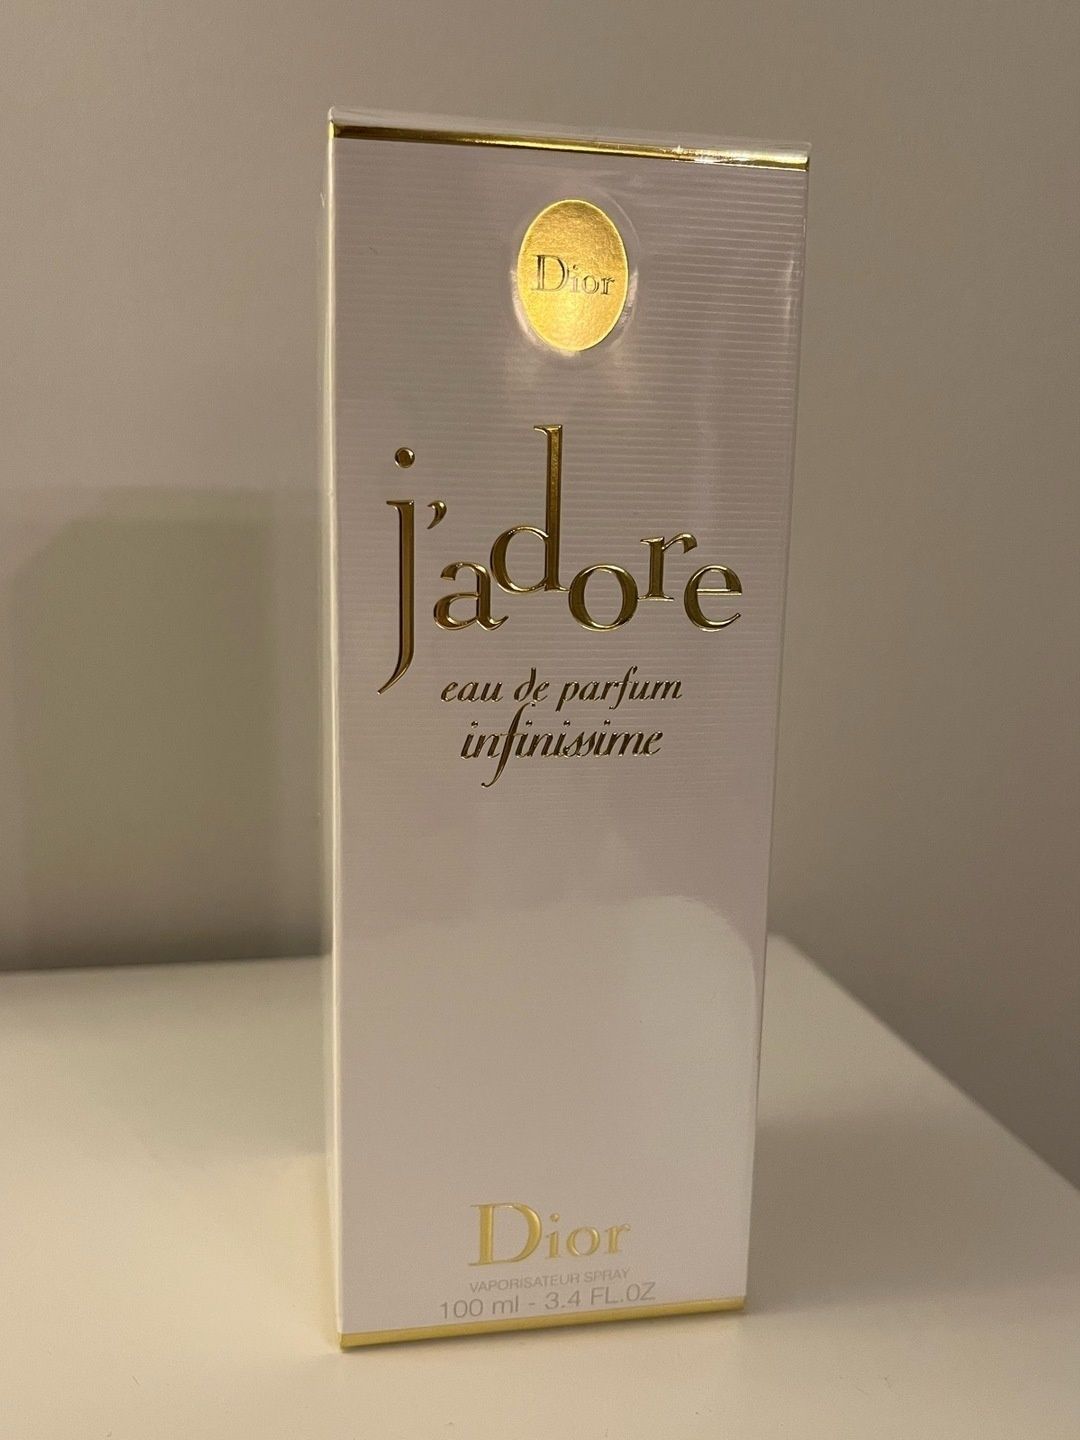 Dior
j'adore
eau de parfum
infinissime
Dior
VAPORISATEUR SPRAY
100 ml - 3.4 FL.OZ